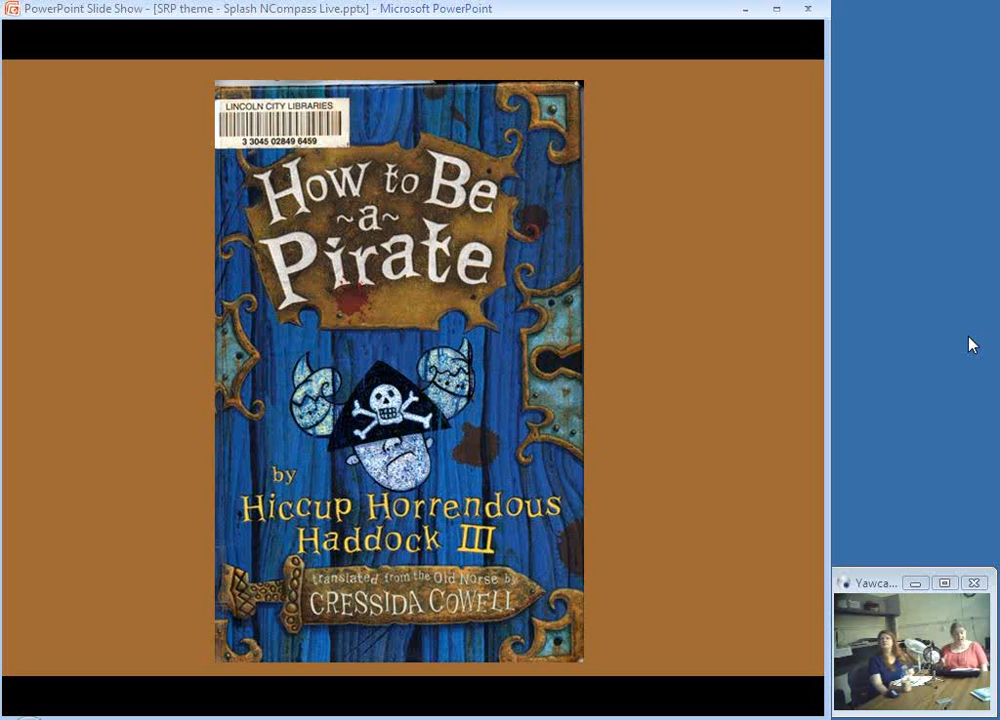 PowerPoint Slide Show - [SRP theme - Splash NCompass Live.pptx] - Microsoft PowerPoint
LINCOLN CITY LIBRARIES
3 3045 02849 6459
How to Be
~a~
Pirate
by
Hiccup Horrendous
Haddock III
translated from the Old Norse by
CRESSIDA COWELL
Yawca...